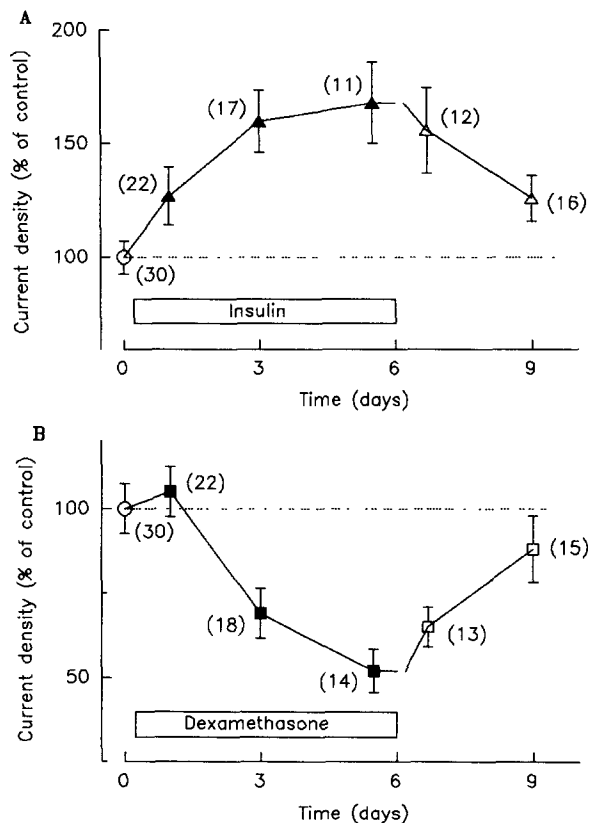 A
Current density (% of control)
200
150
100
(22)
(17)
(11)
(12)
(16)
(30)
Insulin
0 3 6 9
Time (days)
B
Current density (% of control)
100
50
(22)
(30)
(15)
(18)
(13)
(14)
Dexamethasone
0 3 6 9
Time (days)